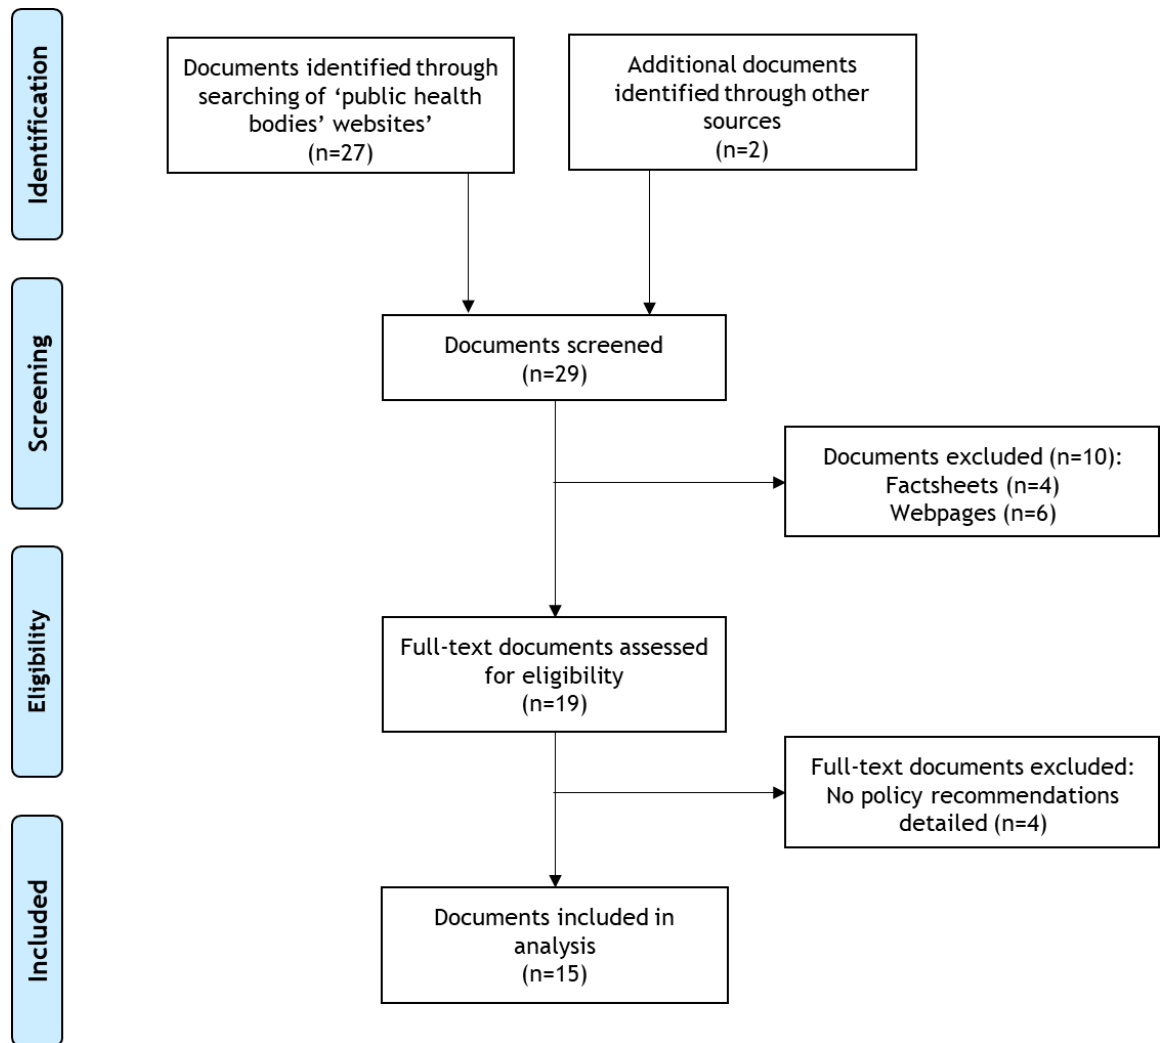 Identification
Documents identified through
searching of ‘public health
bodies’ websites’
(n=27)
Additional documents
identified through other
sources
(n=2)
Screening
Documents screened
(n=29)
Documents excluded (n=10):
Factsheets (n=4)
Webpages (n=6)
Eligibility
Full-text documents assessed
for eligibility
(n=19)
Full-text documents excluded:
No policy recommendations
detailed (n=4)
Included
Documents included in
analysis
(n=15)